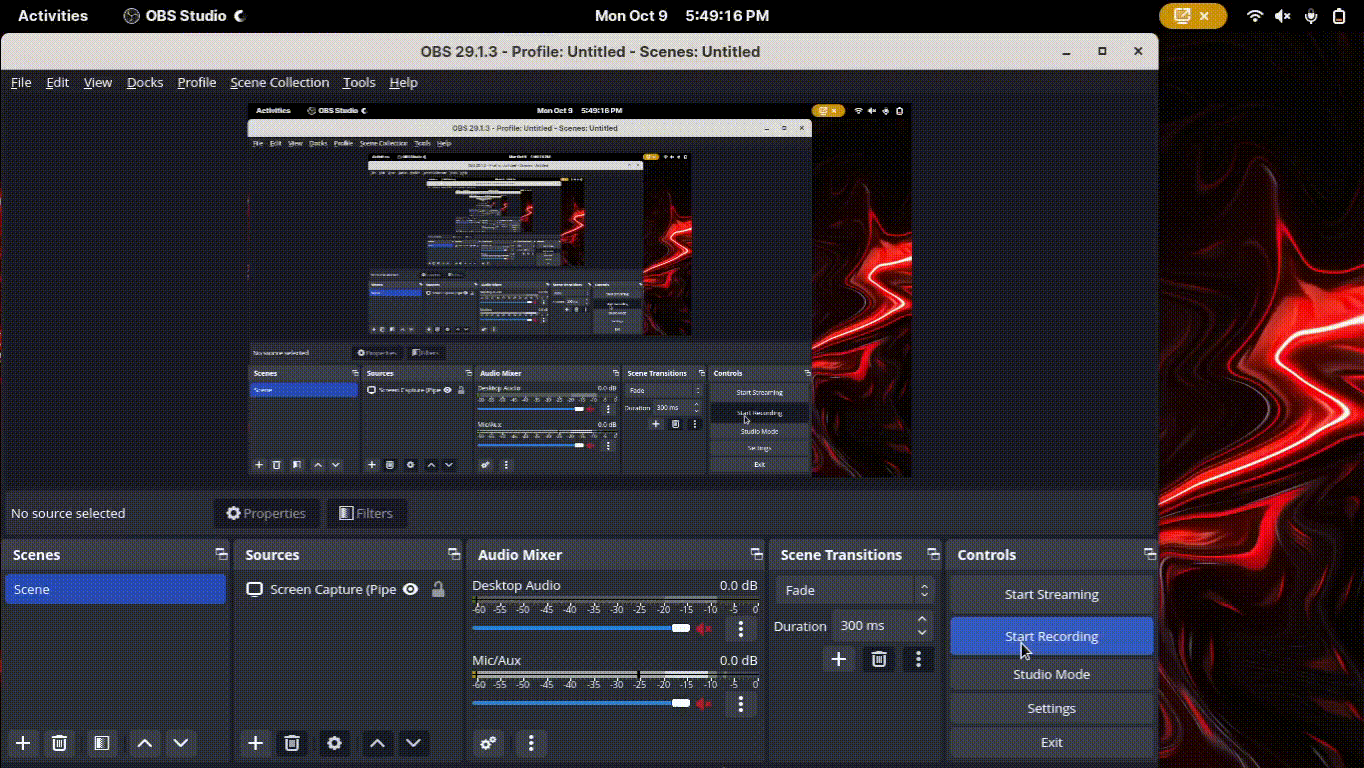 Activities OBS Studio Mon Oct 9 5:49:16 PM
OBS 29.1.3 - Profile: Untitled - Scenes: Untitled
File Edit View Docks Profile Scene Collection Tools Help
Activities OBS Studio Mon Oct 9 5:49:16 PM
OBS 29.1.3 - Profile: Untitled - Scenes: Untitled
File Edit View Docks Profile Scene Collection Tools Help
No source selected Properties Filters
Scenes Sources Audio Mixer Scene Transitions Controls
Scene Screen Capture (Pipe Desktop Audio 0.0 dB Fade Start Streaming
Duration 300 ms Start Recording
Mic/Aux 0.0 dB Studio Mode
Settings
Exit
No source selected Properties Filters
Scenes Sources Audio Mixer Scene Transitions Controls
Scene Screen Capture (Pipe Desktop Audio 0.0 dB Fade Start Streaming
-60 -55 -50 -45 -40 -35 -30 -25 -20 -15 -10 -5 0
Duration 300 ms Start Recording
Mic/Aux 0.0 dB
-60 -55 -50 -45 -40 -35 -30 -25 -20 -15 -10 -5 0
Studio Mode
Settings
Exit